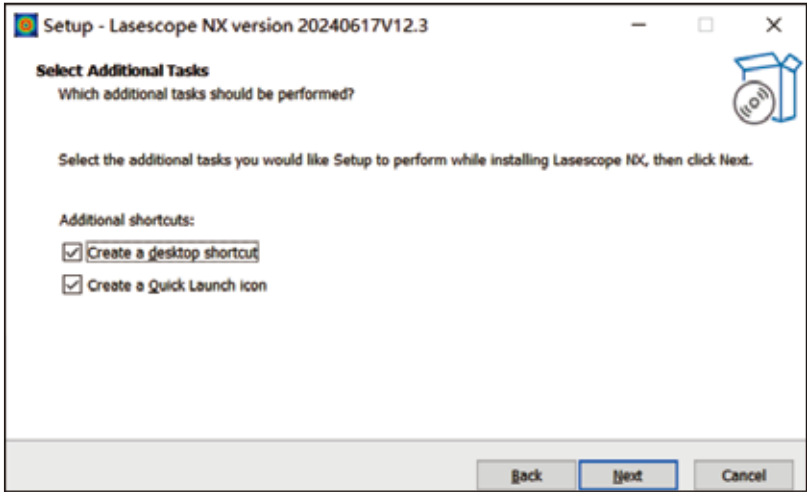 Setup - Lasescope NX version 20240617V12.3
Select Additional Tasks
Which additional tasks should be performed?
Select the additional tasks you would like Setup to perform while installing Lasescope NX, then click Next.
Additional shortcuts:
Create a desktop shortcut
Create a Quick Launch icon
Back Next Cancel